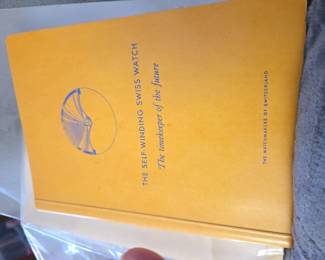 THE SELF-WINDING SWISS WATCH
The timekeeper of the future
THE WATCHMAKERS OF SWITZERLAND